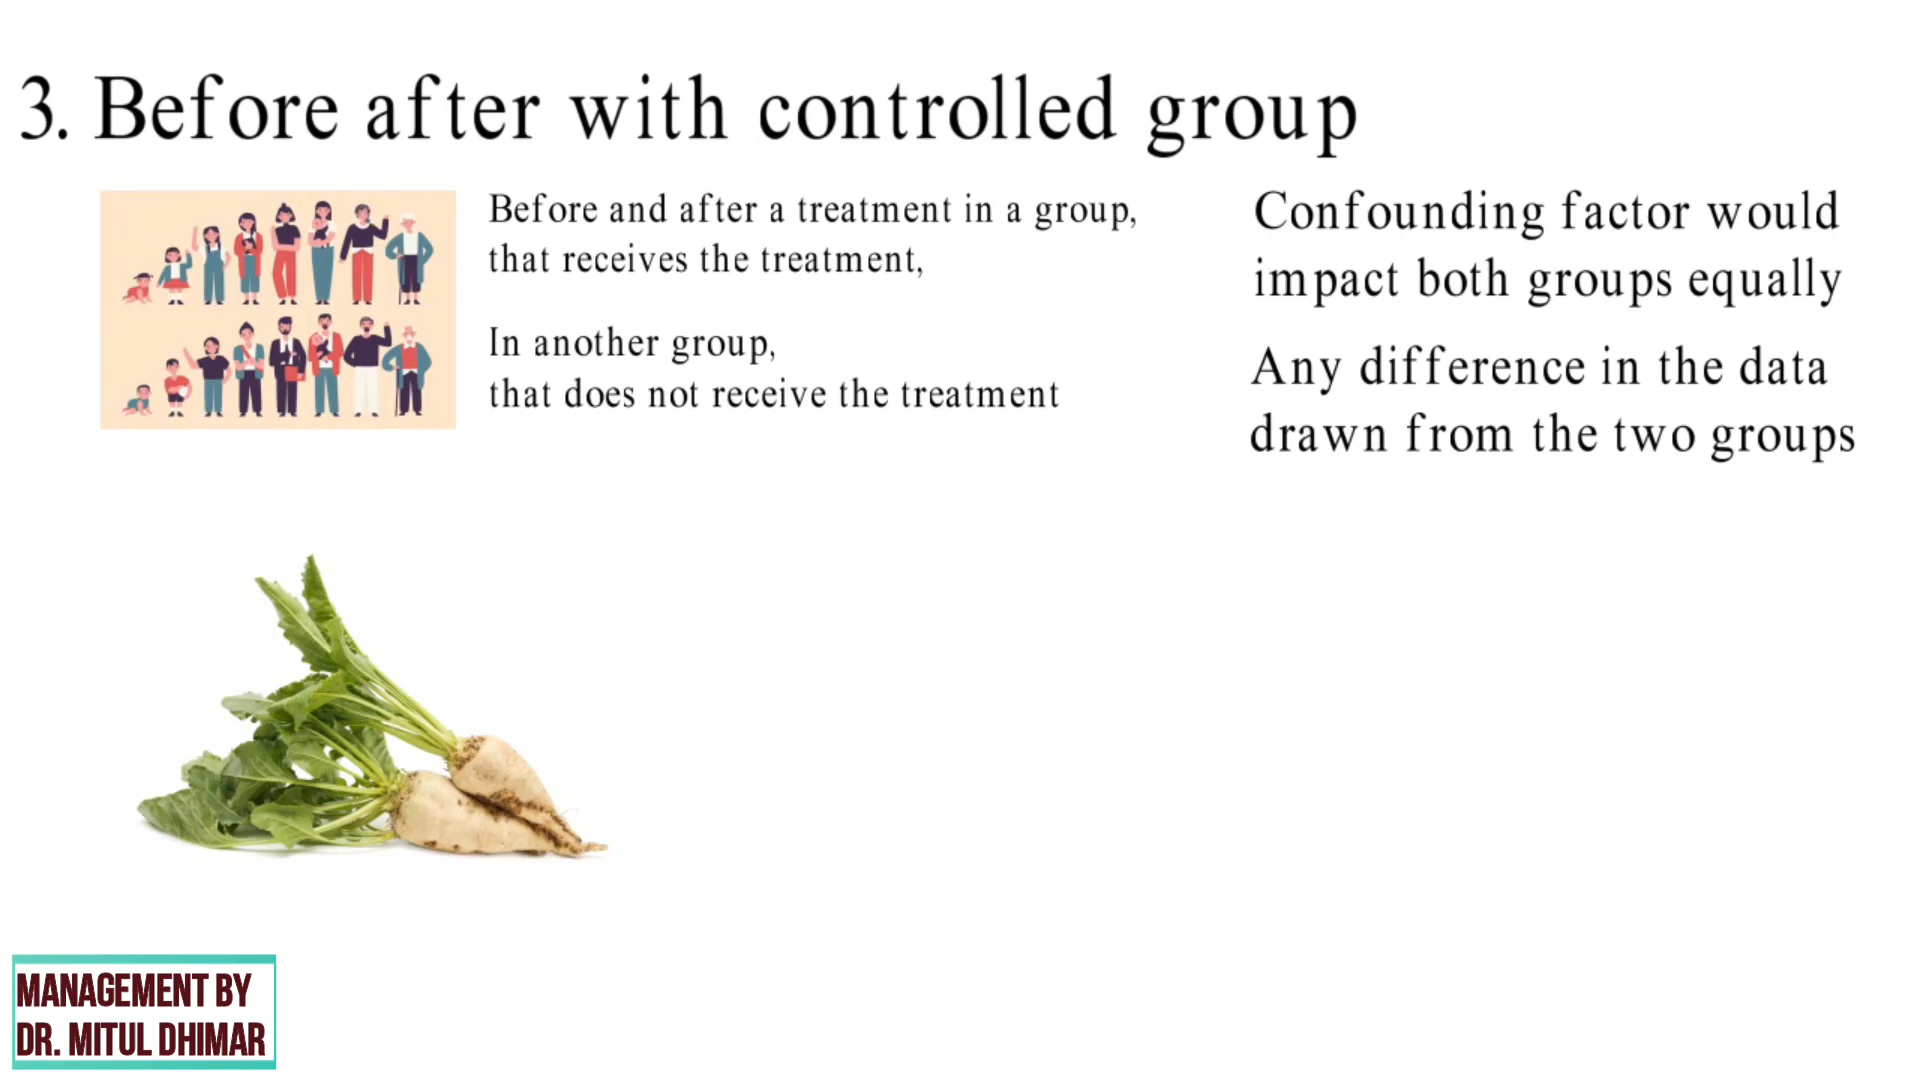 3. Before after with controlled group
Before and after a treatment in a group,
that receives the treatment,
In another group,
that does not receive the treatment
Confounding factor would
impact both groups equally
Any difference in the data
drawn from the two groups
MANAGEMENT BY
DR. MITUL DHIMAR